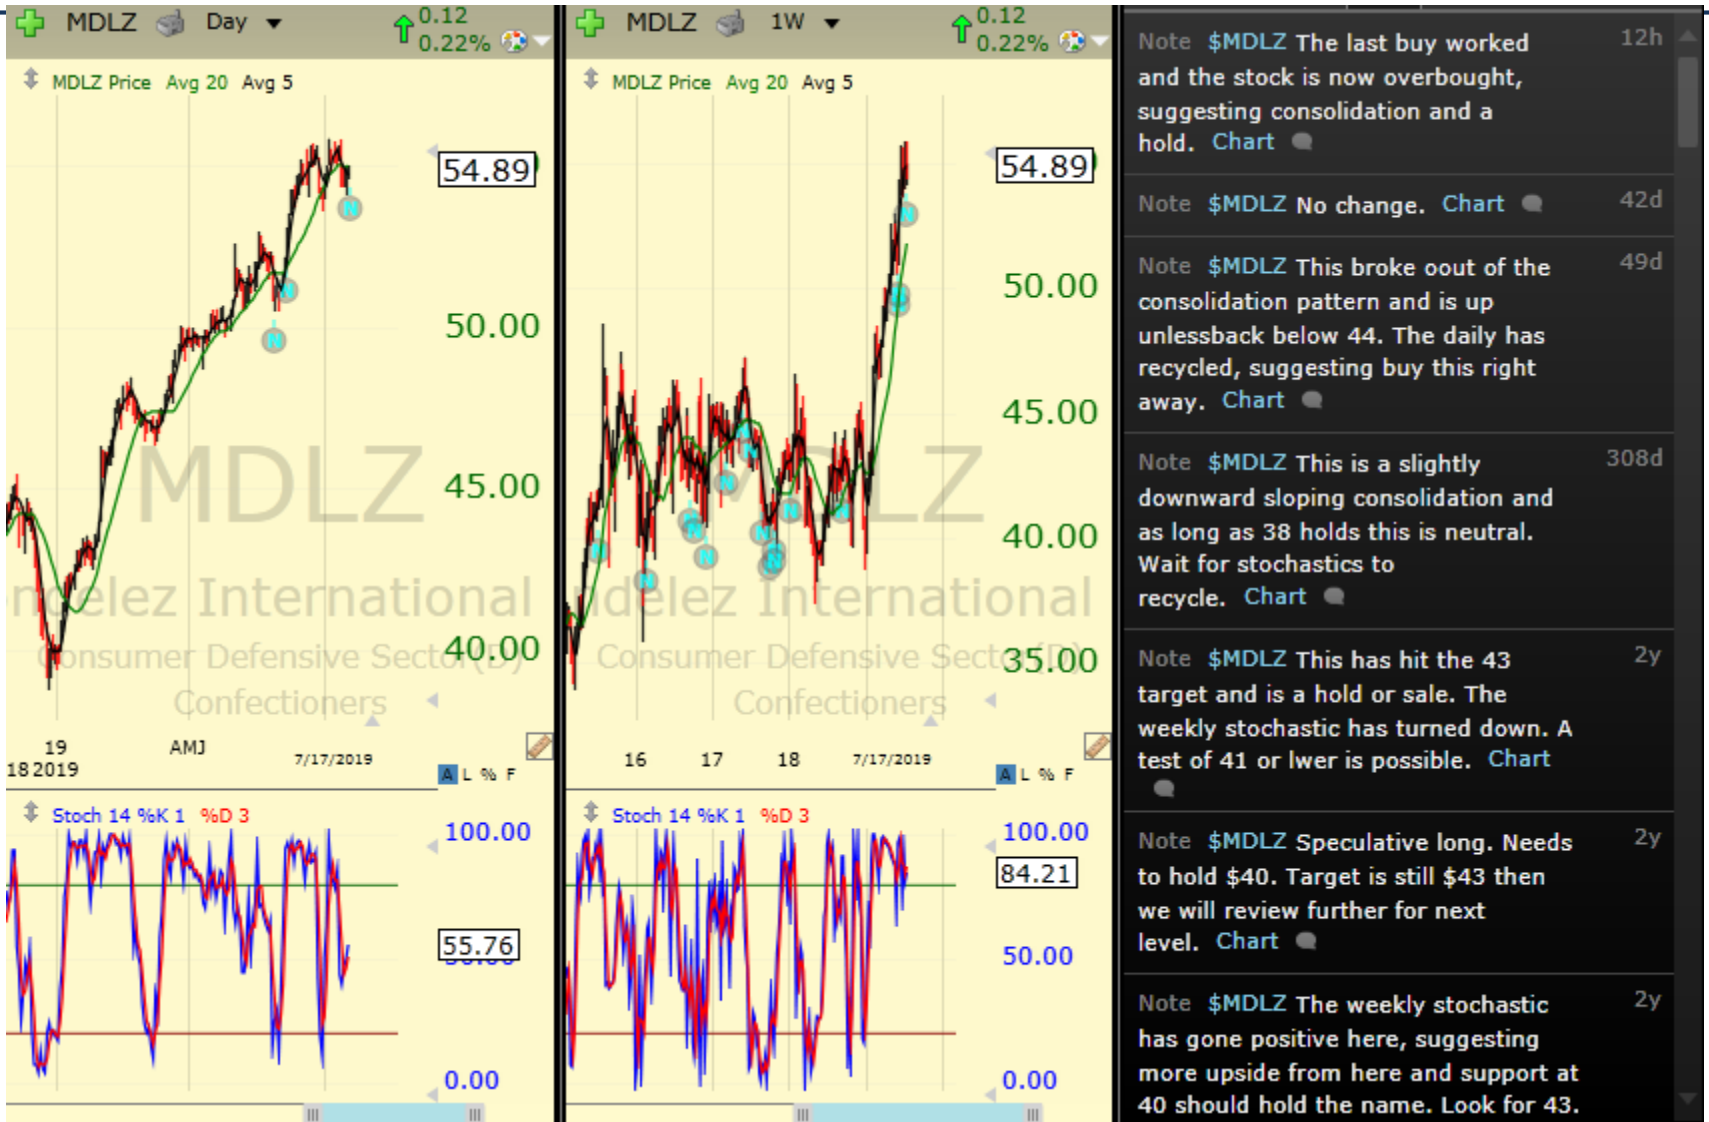 MDLZ Day 0.12
0.22%
MDLZ Price Avg 20 Avg 5
54.89
50.00
45.00
40.00
N
N
N
MDLZ
ndelez International
Consumer Defensive Sector(D)
Confectioners
19 AMJ 7/17/2019
18 2019
A L % F
Stoch 14 %K 1 %D 3
100.00
55.76
50.00
0.00
MDLZ 1W 0.12
0.22%
MDLZ Price Avg 20 Avg 5
54.89
50.00
45.00
40.00
35.00
MDLZ
ndelez International
Consumer Defensive Sector(D)
Confectioners
16 17 18 7/17/2019
A L % F
Stoch 14 %K 1 %D 3
100.00
84.21
50.00
0.00
Note $MDLZ The last buy worked 12h
and the stock is now overbought,
suggesting consolidation and a
hold. Chart
Note $MDLZ No change. Chart 42d
Note $MDLZ This broke oout of the 49d
consolidation pattern and is up
unlessback below 44. The daily has
recycled, suggesting buy this right
away. Chart
Note $MDLZ This is a slightly 308d
downward sloping consolidation and
as long as 38 holds this is neutral.
Wait for stochastics to
recycle. Chart
Note $MDLZ This has hit the 43 2y
target and is a hold or sale. The
weekly stochastic has turned down. A
test of 41 or lwer is possible. Chart
Note $MDLZ Speculative long. Needs 2y
to hold $40. Target is still $43 then
we will review further for next
level. Chart
Note $MDLZ The weekly stochastic 2y
has gone positive here, suggesting
more upside from here and support at
40 should hold the name. Look for 43.